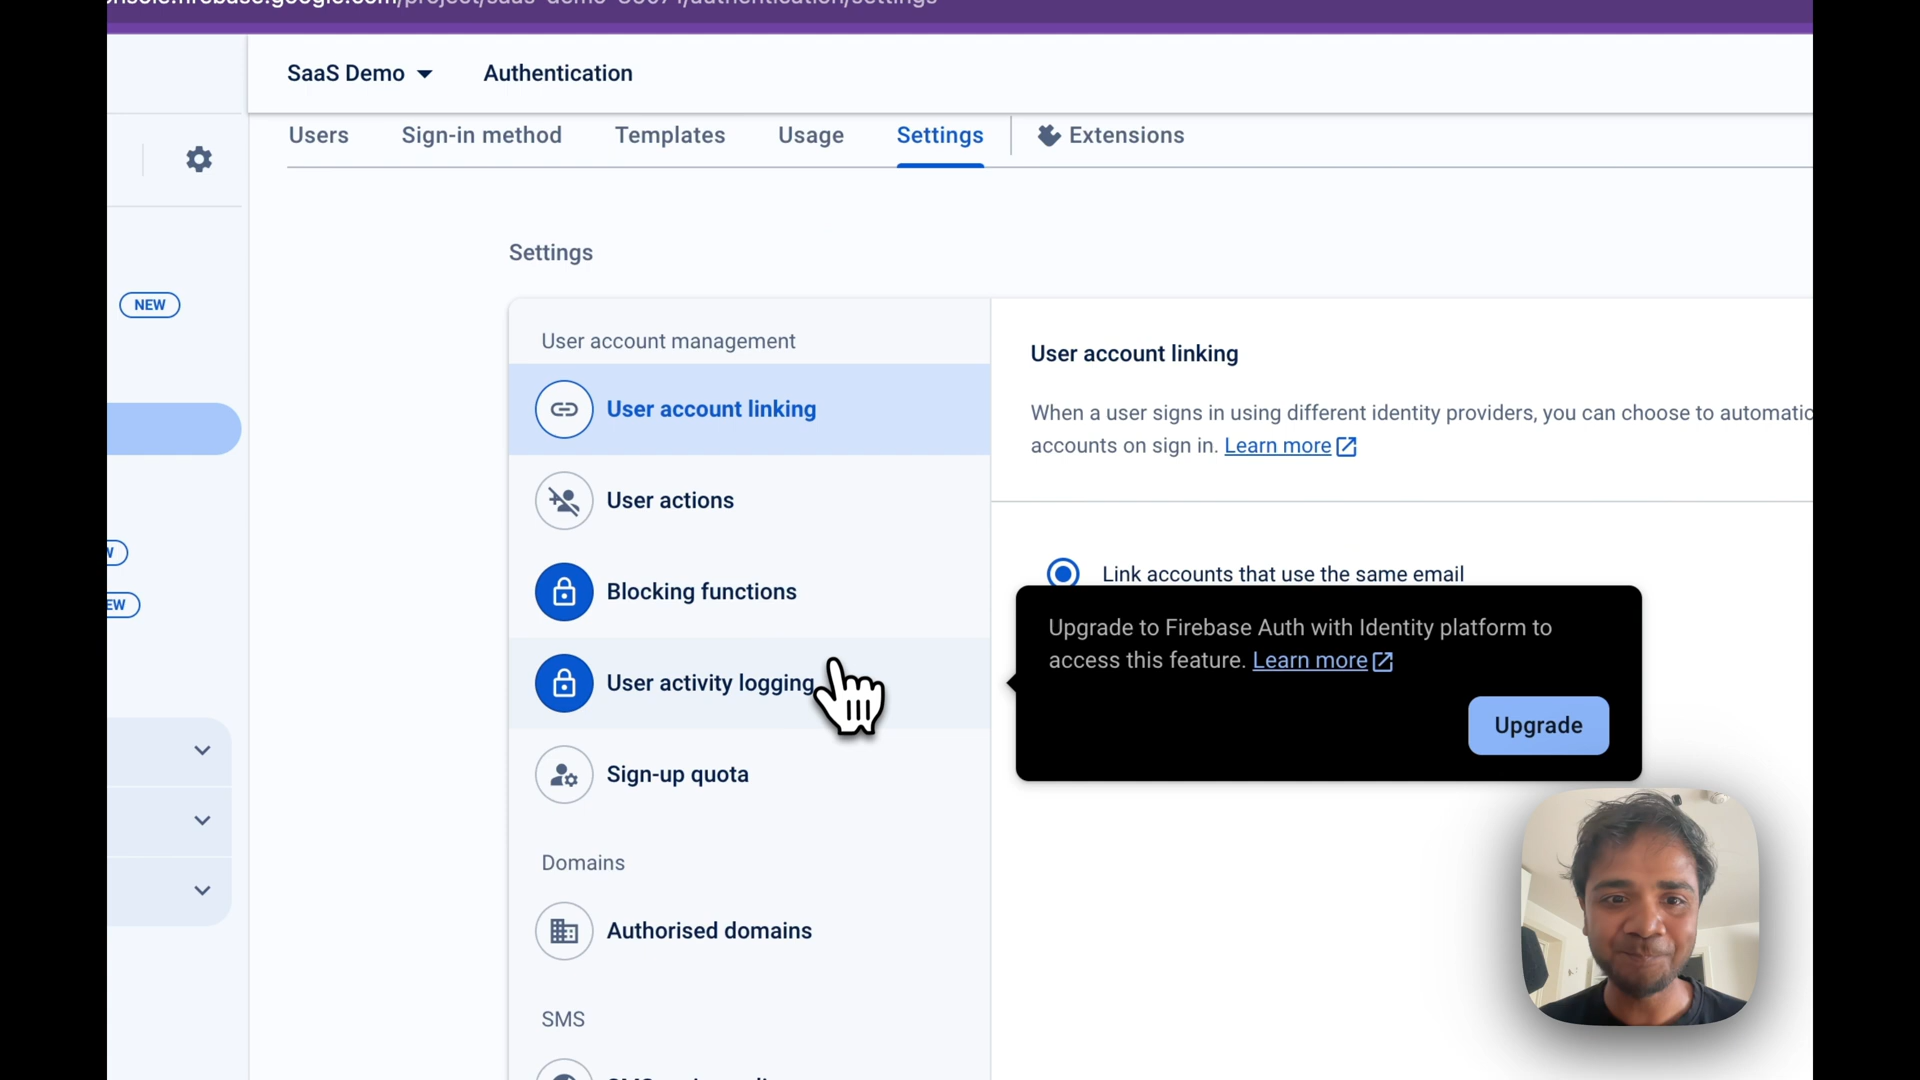 SaaS Demo
Authentication
Users
Sign-in method
Templates
Usage
Settings
Extensions
NEW
Settings
User account management
User account linking
User actions
Blocking functions
User activity logging
Sign-up quota
Domains
Authorised domains
SMS
User account linking
When a user signs in using different identity providers, you can choose to
accounts on sign in. Learn more
Link accounts that use the same email
Upgrade to Firebase Auth with Identity platform to
access this feature. Learn more
Upgrade